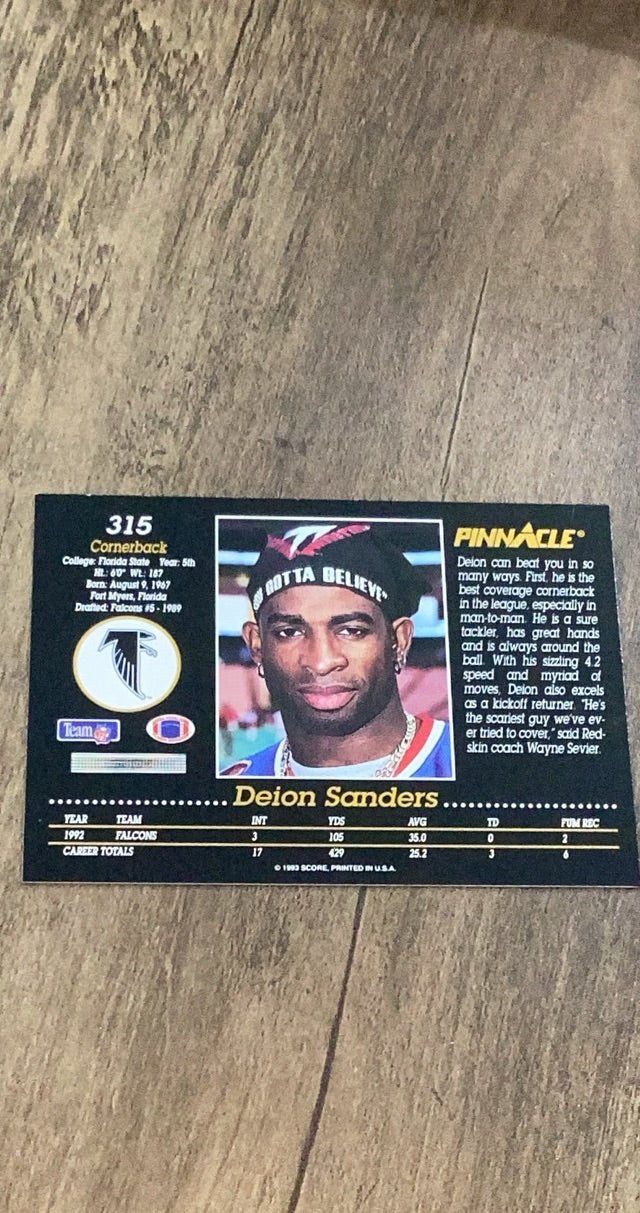 315
Cornerback
College: Florida State Year: 5th
Ht.: 6'0" Wt.: 187
Born: August 9, 1967
Fort Myers, Florida
Drafted: Falcons #5 - 1989
Team NFL
GOTTA BELIEVE"
PINNACLE®
Deion can beat you in so
many ways. First, he is the
best coverage cornerback
in the league, especially in
man-to-man. He is a sure
tackler, has great hands
and is always around the
ball. With his sizzling 4.2
speed and myriad of
moves, Deion also excels
as a kickoff returner. "He's
the scariest guy we've ev-
er tried to cover," said Red-
skin coach Wayne Sevier.
Deion Sanders
YEAR TEAM INT YDS AVG TD FUM REC
1992 FALCONS 3 105 35.0 0 2
CAREER TOTALS 17 429 25.2 3 6
© 1993 SCORE, PRINTED IN U.S.A.